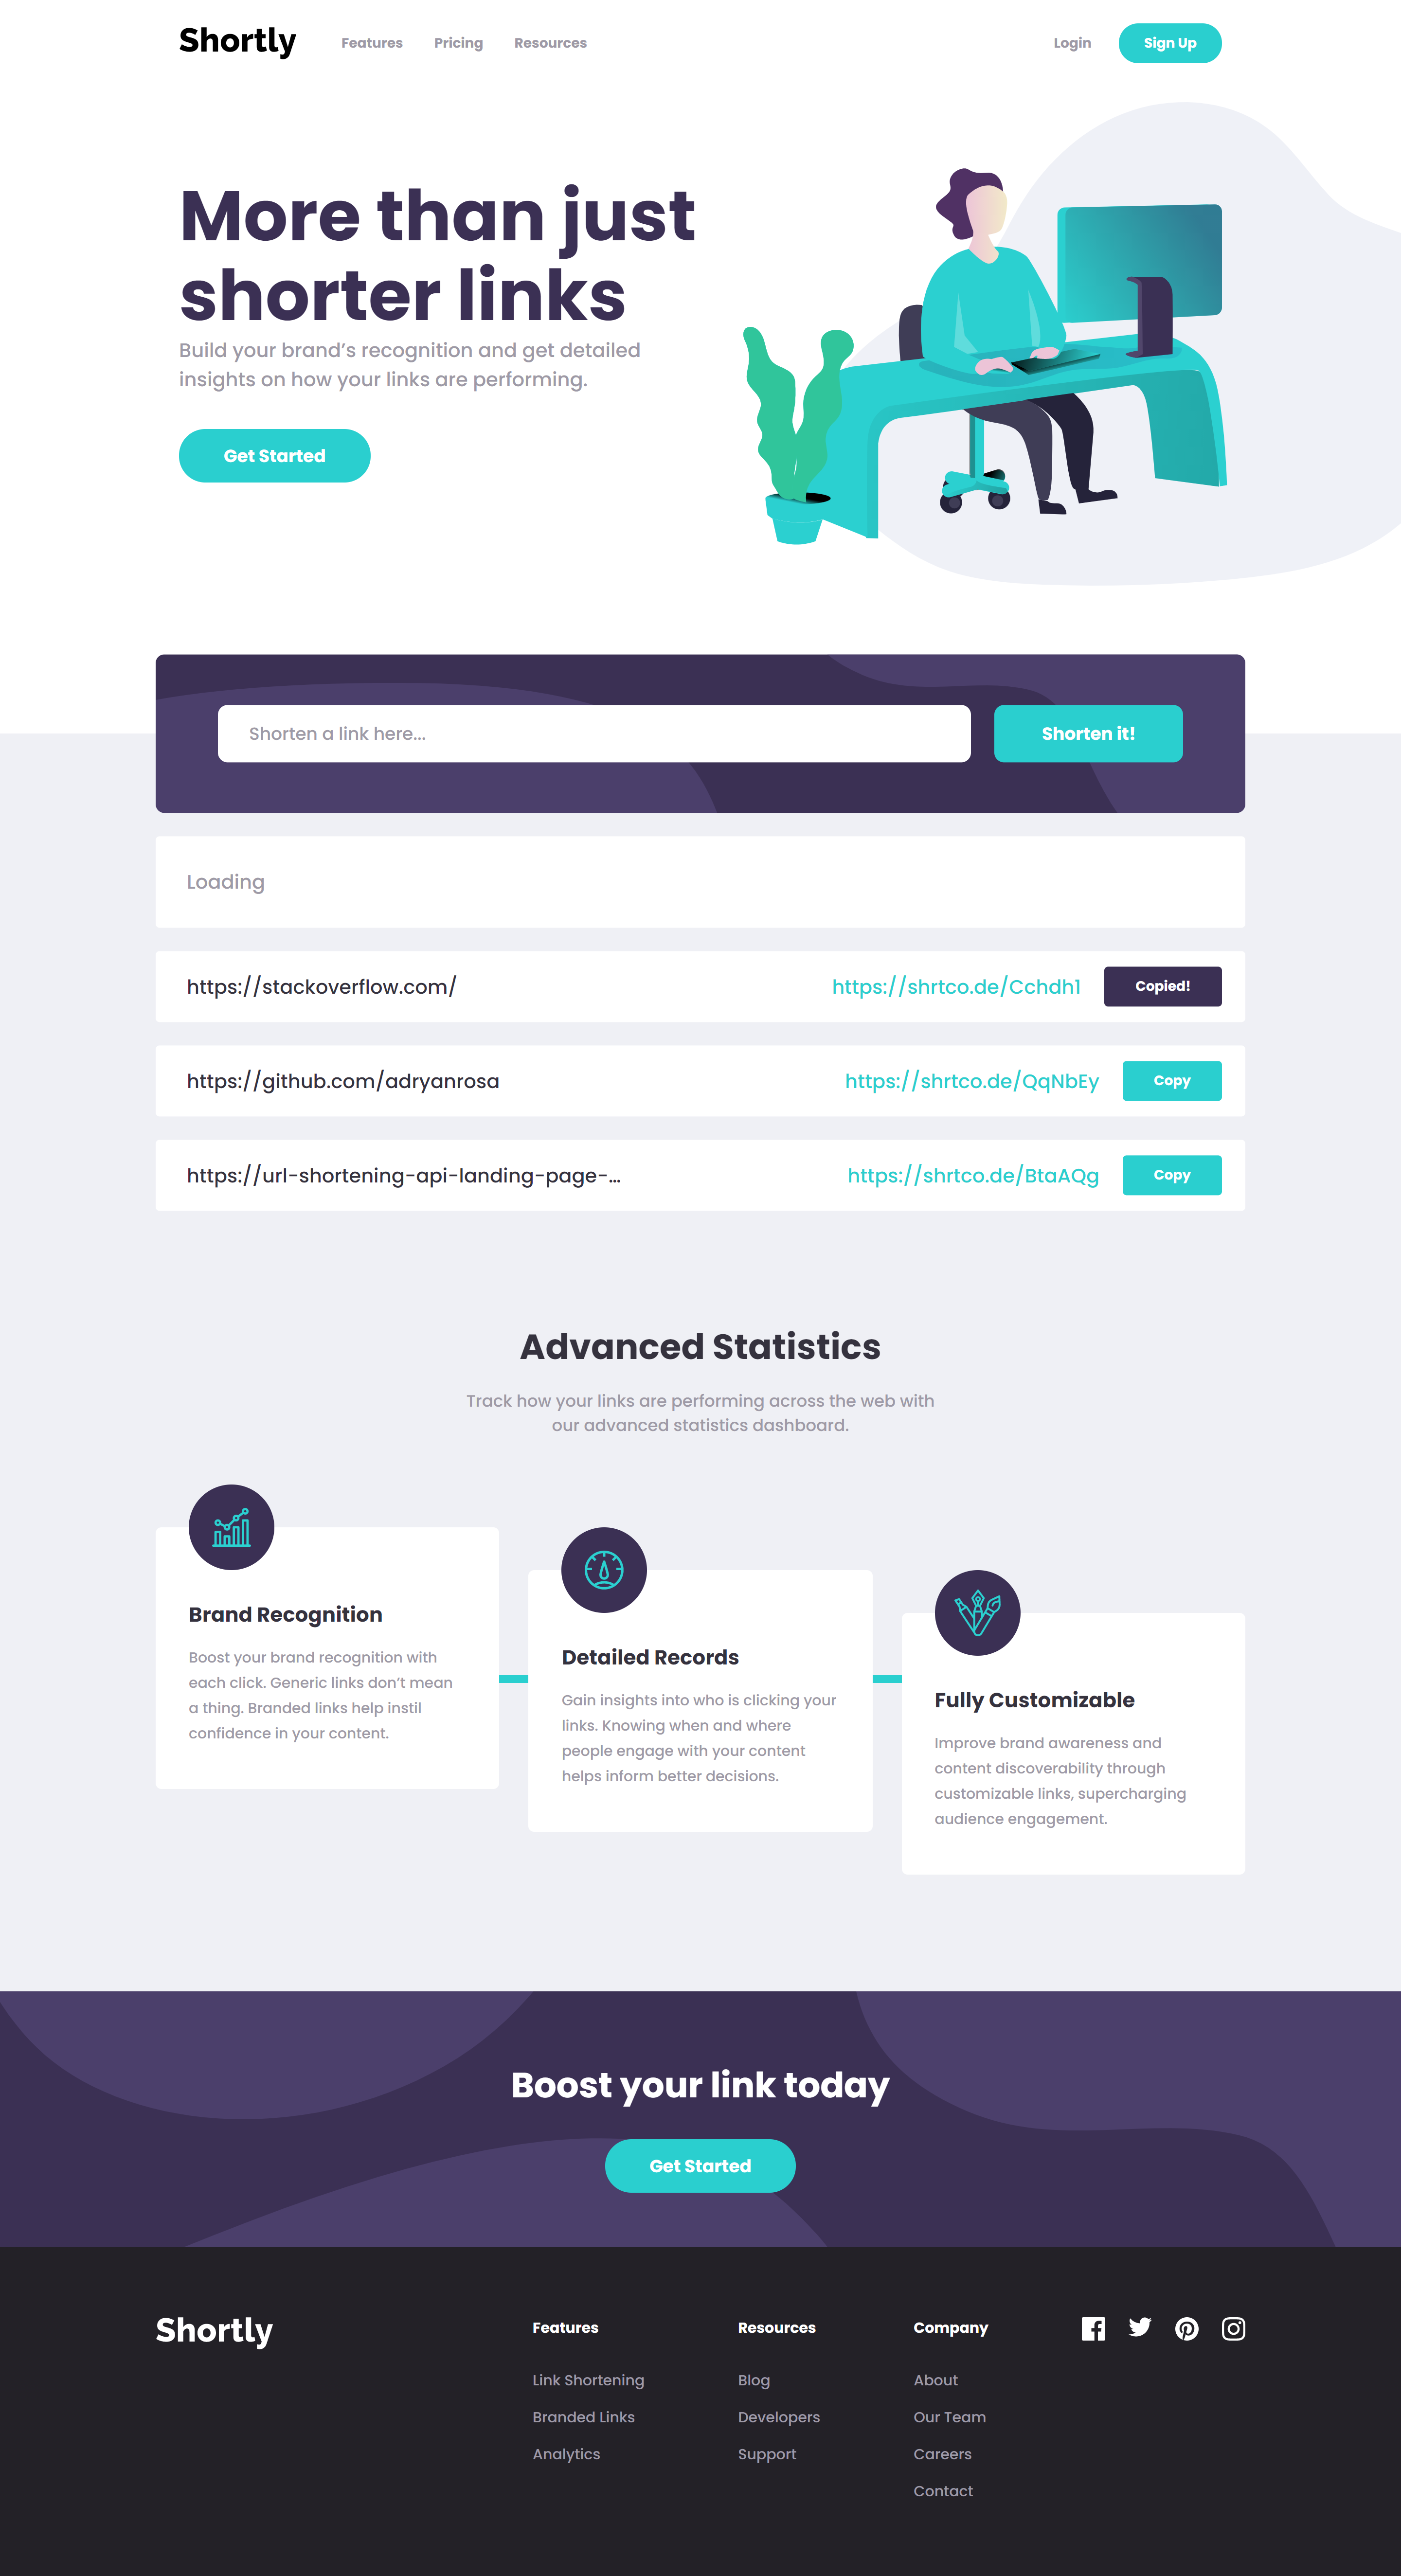 Shortly
Features
Pricing
Resources
Login
Sign Up
More than just
shorter links
Build your brand’s recognition and get detailed
insights on how your links are performing.
Get Started
Shorten a link here...
Shorten it!
Loading
https://stackoverflow.com/
https://shrtco.de/Cchdh1
Copied!
https://github.com/adryanrosa
https://shrtco.de/QqNbEy
Copy
https://url-shortening-api-landing-page-...
https://shrtco.de/BtaAQg
Copy
Advanced Statistics
Track how your links are performing across the web with
our advanced statistics dashboard.
Brand Recognition
Boost your brand recognition with
each click. Generic links don’t mean
a thing. Branded links help instil
confidence in your content.
Detailed Records
Gain insights into who is clicking your
links. Knowing when and where
people engage with your content
helps inform better decisions.
Fully Customizable
Improve brand awareness and
content discoverability through
customizable links, supercharging
audience engagement.
Boost your link today
Get Started
Shortly
Features
Link Shortening
Branded Links
Analytics
Resources
Blog
Developers
Support
Company
About
Our Team
Careers
Contact